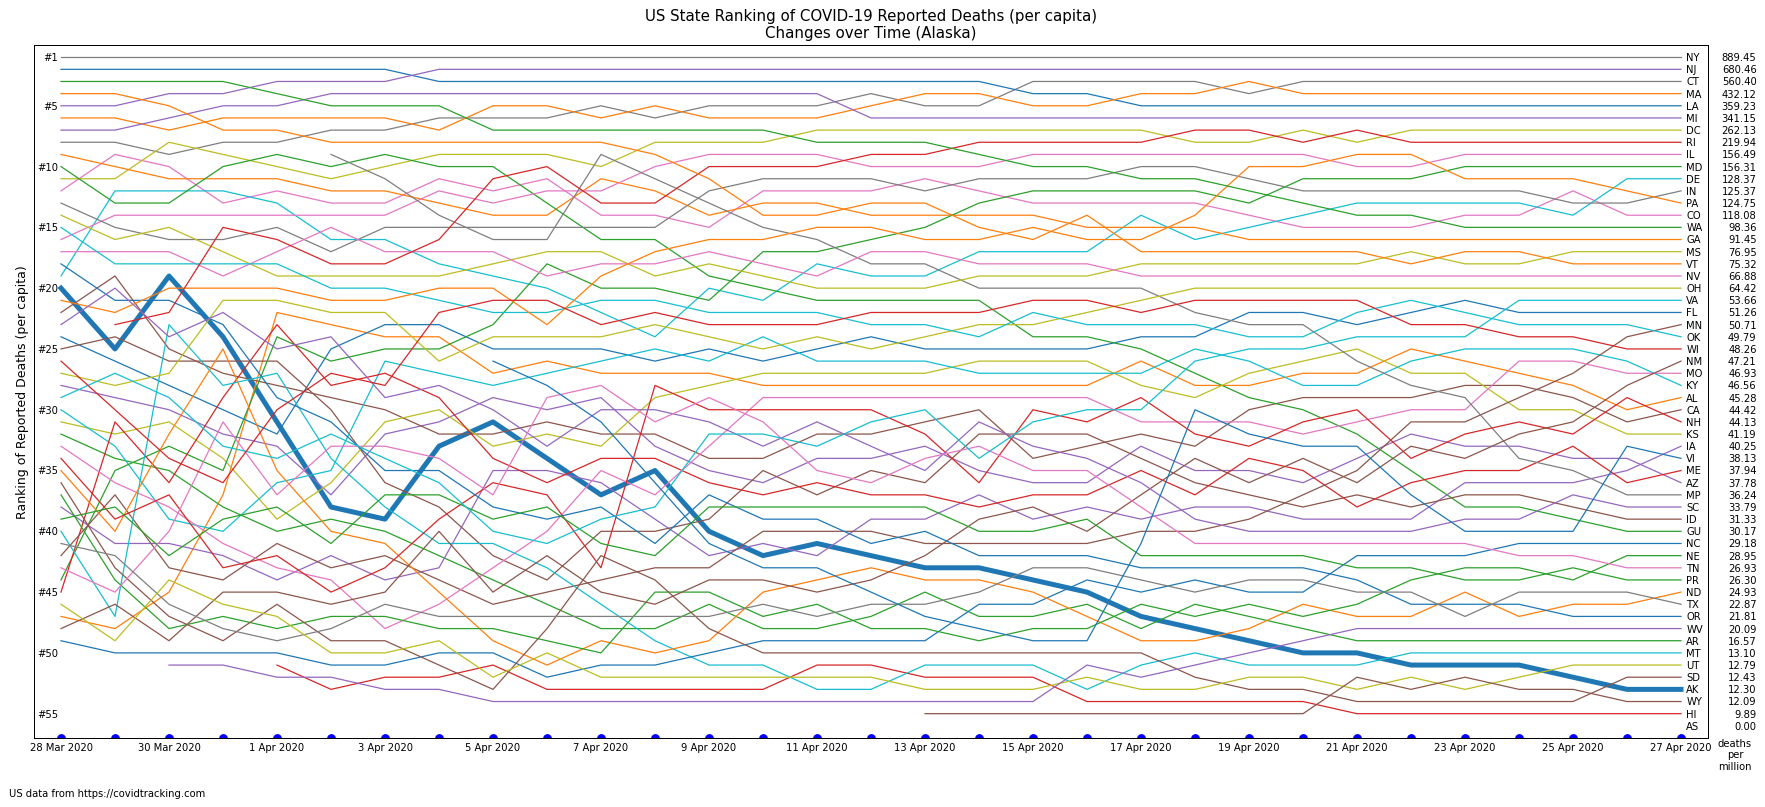 US State Ranking of COVID-19 Reported Deaths (per capita)
Changes over Time (Alaska)
Ranking of Reported Deaths (per capita)
#1
#5
#10
#15
#20
#25
#30
#35
#40
#45
#50
#55
NY 889.45
NJ 680.46
CT 560.40
MA 432.12
LA 359.23
MI 341.15
DC 262.13
RI 219.94
IL 156.49
MD 156.31
DE 128.37
IN 125.37
PA 124.75
CO 118.08
WA 98.36
GA 91.45
MS 76.95
VT 75.32
NV 66.88
OH 64.42
VA 53.66
FL 51.26
MN 50.71
OK 49.79
WI 48.26
NM 47.21
MO 46.93
KY 46.56
AL 45.28
CA 44.42
NH 44.13
KS 41.19
IA 40.25
VI 38.13
ME 37.94
AZ 37.78
MP 36.24
SC 33.79
ID 31.33
GU 30.17
NC 29.18
NE 28.95
TN 26.93
PR 26.30
ND 24.93
TX 22.87
OR 21.81
WV 20.09
AR 16.57
MT 13.10
UT 12.79
SD 12.43
AK 12.30
WY 12.09
HI 9.89
AS 0.00
28 Mar 2020
30 Mar 2020
1 Apr 2020
3 Apr 2020
5 Apr 2020
7 Apr 2020
9 Apr 2020
11 Apr 2020
13 Apr 2020
15 Apr 2020
17 Apr 2020
19 Apr 2020
21 Apr 2020
23 Apr 2020
25 Apr 2020
27 Apr 2020
deaths
per
million
US data from https://covidtracking.com